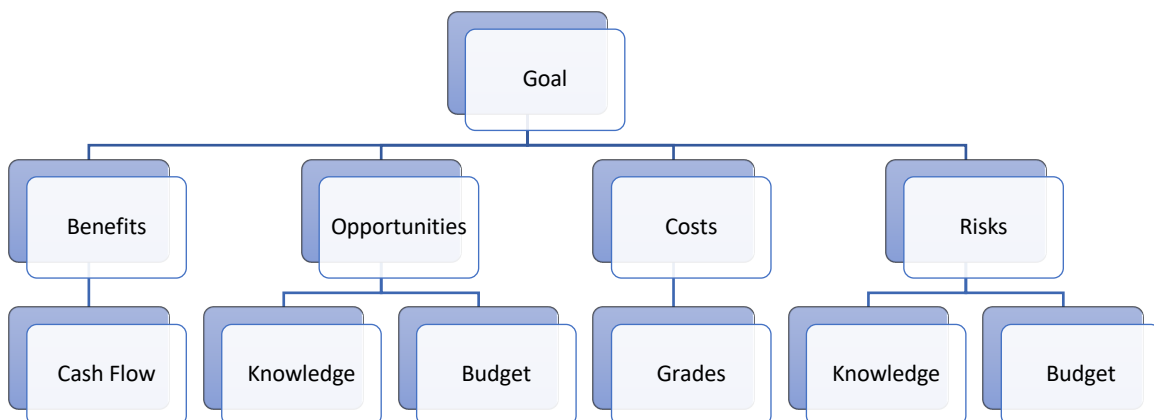 Goal
Benefits
Opportunities
Costs
Risks
Cash Flow
Knowledge
Budget
Grades
Knowledge
Budget